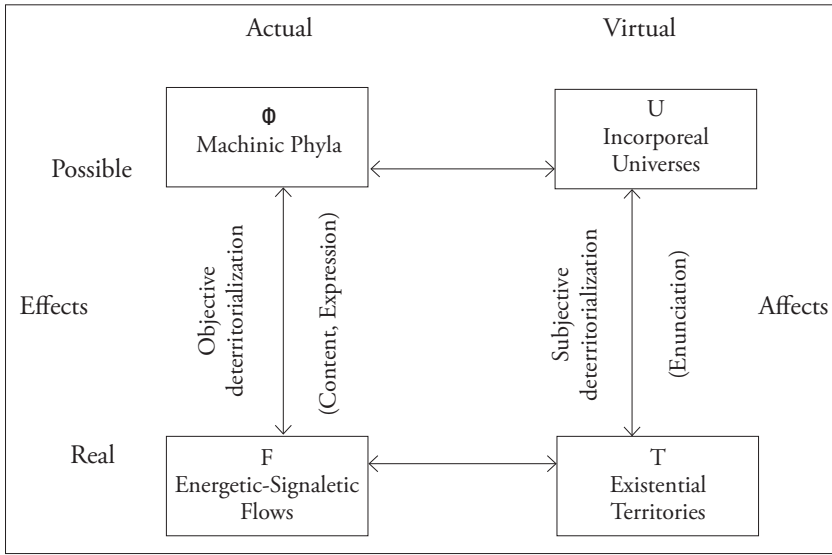 Actual
Virtual
Φ
Machinic Phyla
U
Incorporeal
Universes
Possible
Effects
Objective
deterritorialization
(Content, Expression)
Subjective
deterritorialization
(Enunciation)
Affects
Real
F
Energetic-Signaletic
Flows
T
Existential
Territories